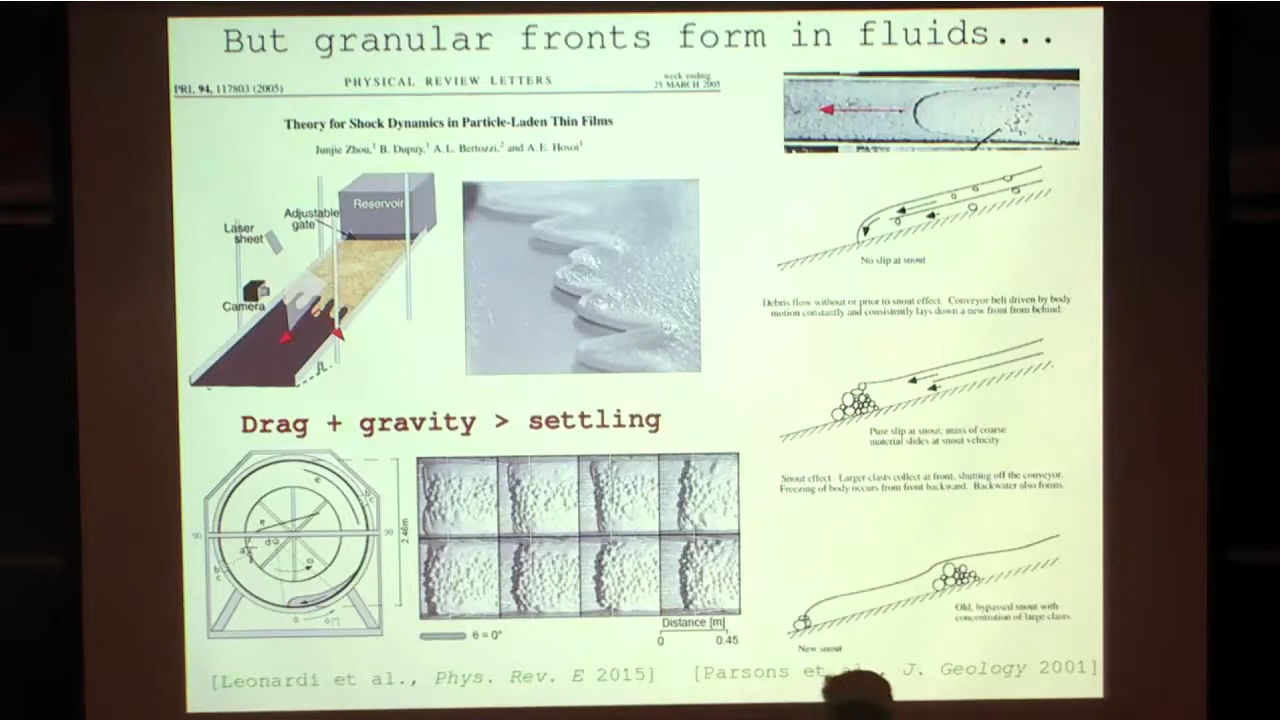 But granular fronts form in fluids...
PRL 94, 117803 (2005)
PHYSICAL REVIEW LETTERS
week ending
25 MARCH 2005
Theory for Shock Dynamics in Particle-Laden Thin Films
Junjie Zhou,1 B. Dupuy,1 A. L. Bertozzi,2 and A. E. Hosoi1
Reservoir
Adjustable
gate
Laser
sheet
Camera
β
No slip at snout
Debris flow without or prior to snout effect. Conveyor belt driven by body
motion constantly and consistently lays down a new front from behind.
Drag + gravity > settling
Pure slip at snout, mass of coarse
material slides at snout velocity
Snout effect. Larger clasts collect at front, shutting off the conveyor.
Freezing of body occurs from front backward. Backwater also forms.
90
90
2.46m
θ = 0°
Distance [m]
0 0.45
Old, bypassed snout with
concentration of large clasts
New snout
[Leonardi et al., Phys. Rev. E 2015]
[Parsons et al., J. Geology 2001]